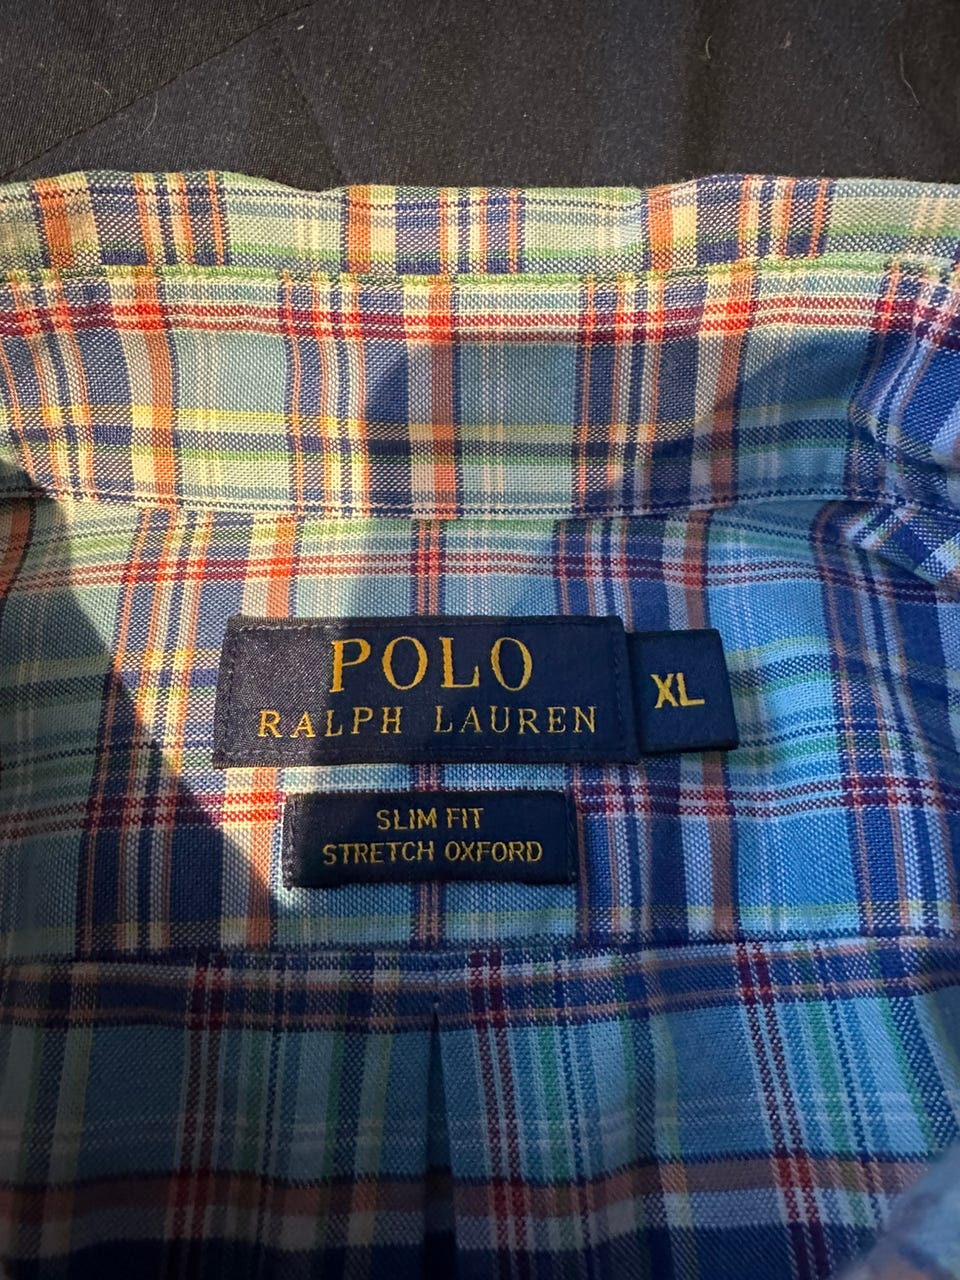 POLO
RALPH LAUREN
XL
SLIM FIT
STRETCH OXFORD